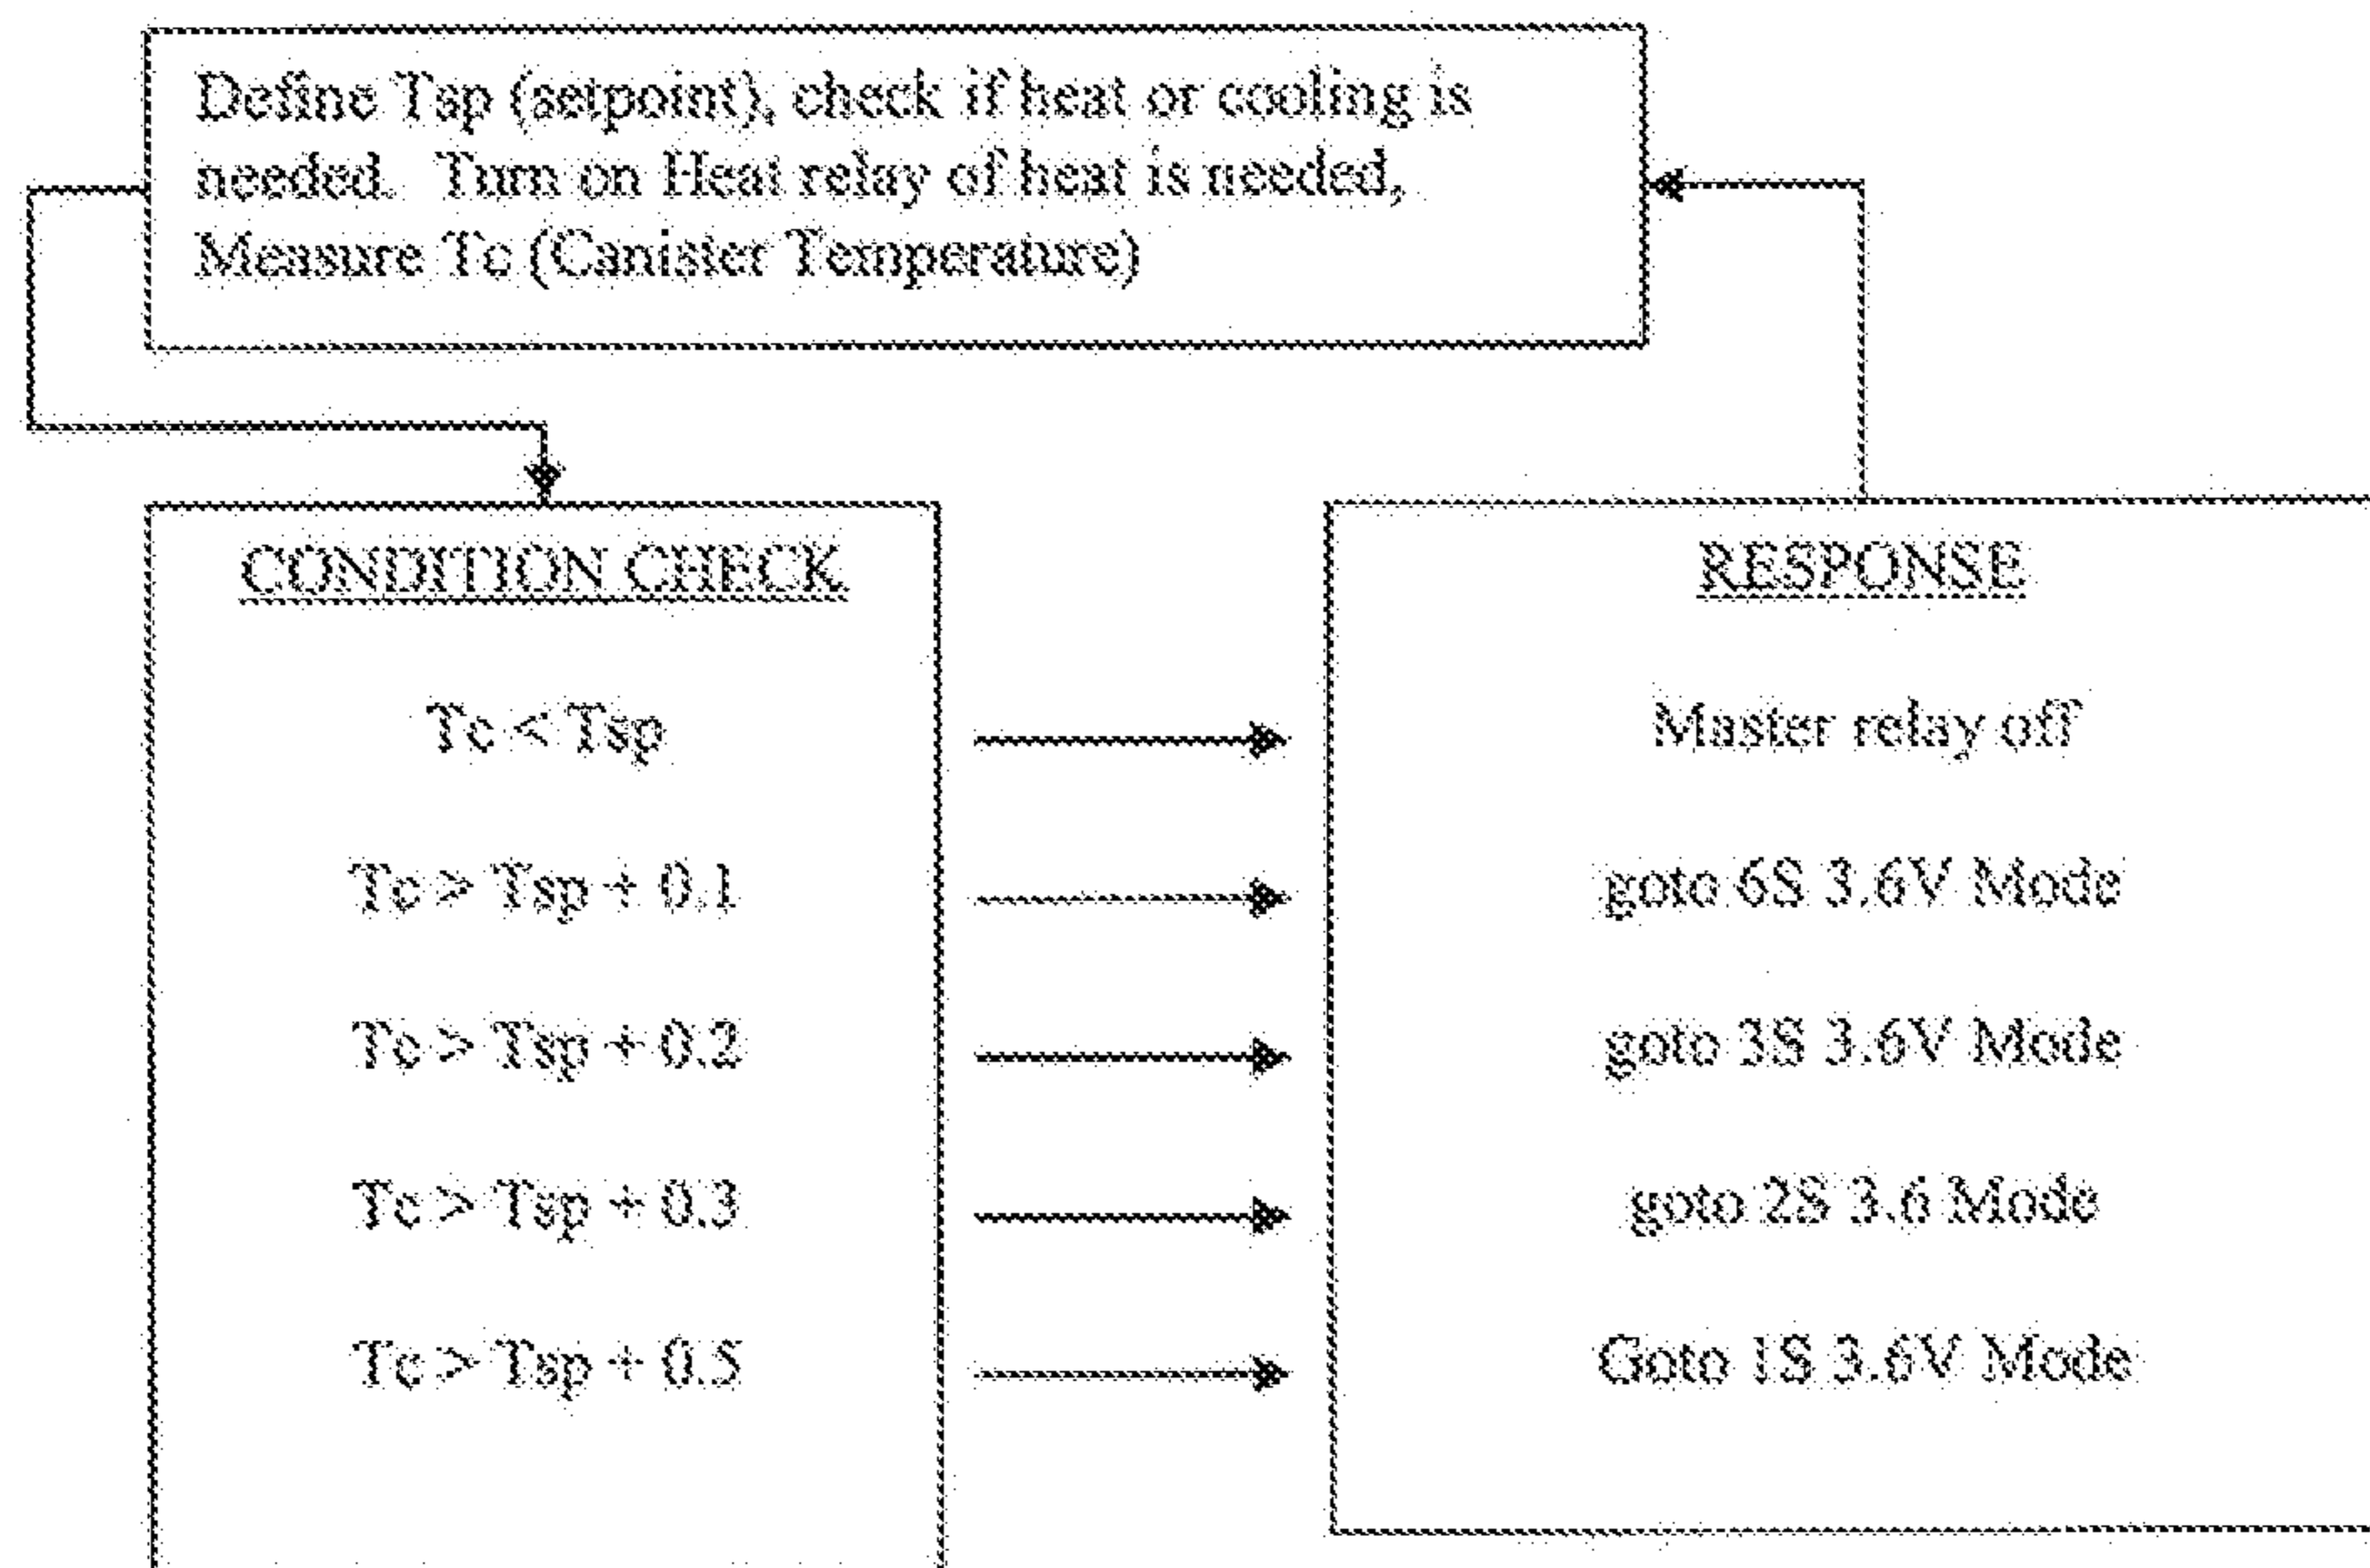 Define Tsp (setpoint), check if heat or cooling is
needed. Turn on Heat relay of heat is needed,
Measure Tc (Canister Temperature)
CONDITION CHECK
Tc < Tsp
Tc > Tsp + 0.1
Tc > Tsp + 0.2
Tc > Tsp + 0.3
Tc > Tsp + 0.5
RESPONSE
Master relay off
goto 6S 3.6V Mode
goto 3S 3.6V Mode
goto 2S 3.6 Mode
Goto 1S 3.6V Mode